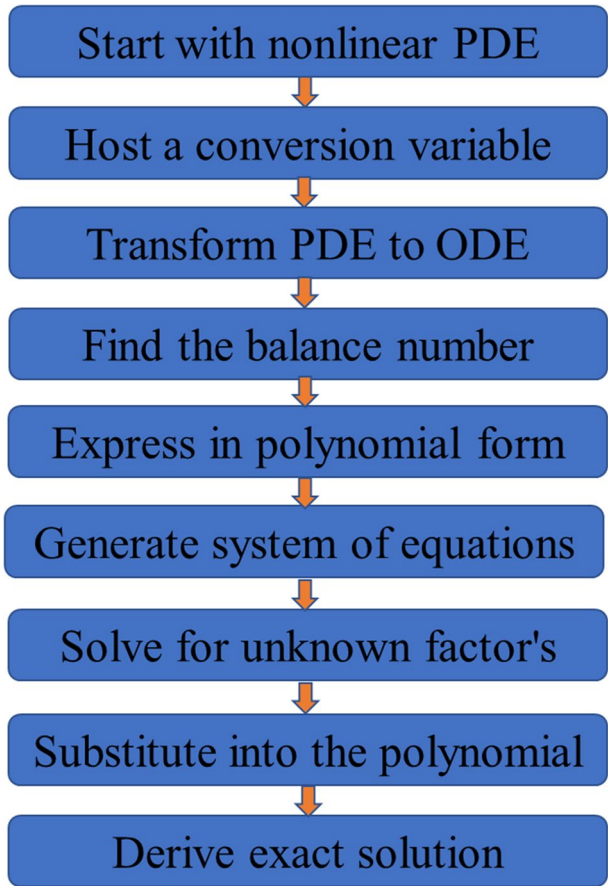 Start with nonlinear PDE
Host a conversion variable
Transform PDE to ODE
Find the balance number
Express in polynomial form
Generate system of equations
Solve for unknown factor's
Substitute into the polynomial
Derive exact solution